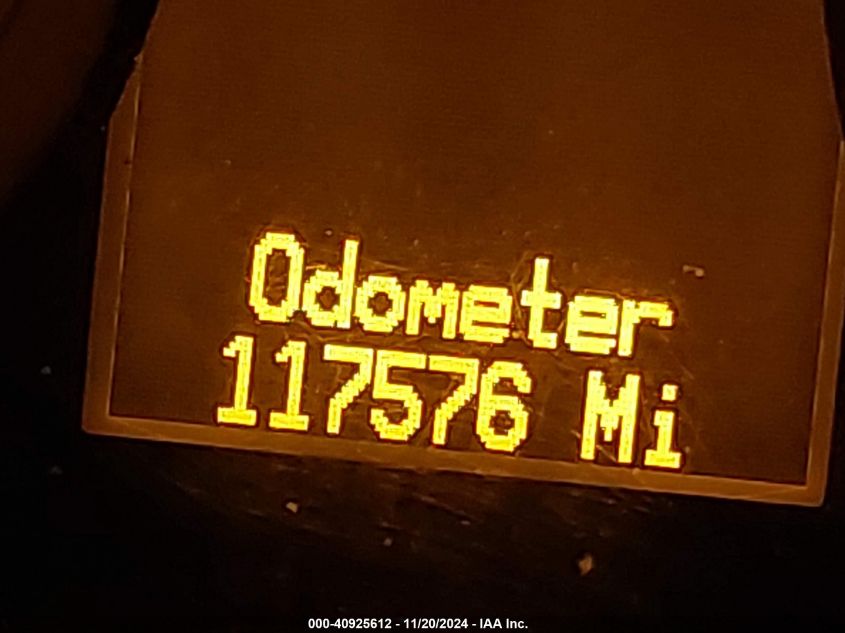 Odometer
117576 Mi
000-40925612 - 11/20/2024 - IAA Inc.